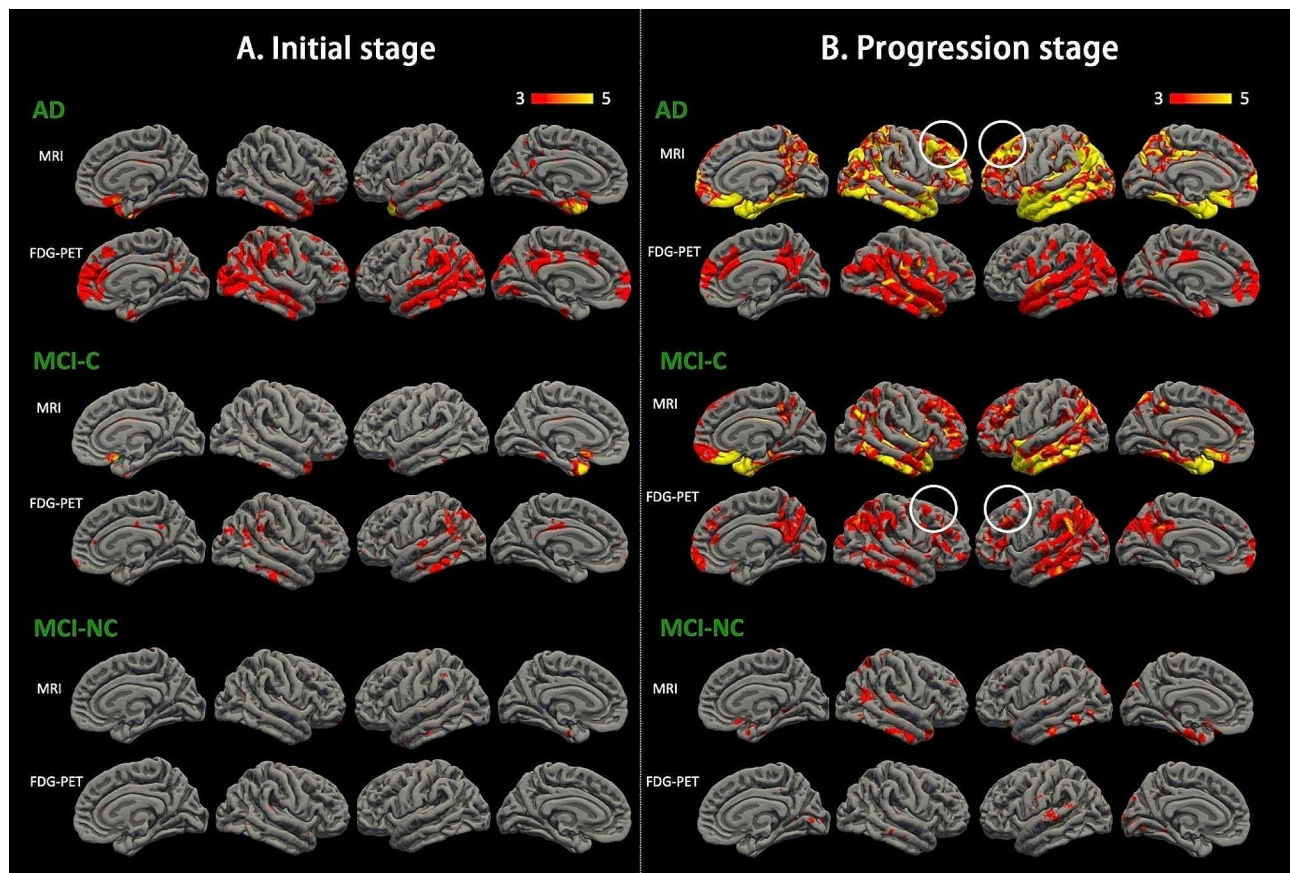 A. Initial stage
3 5
AD
MRI
FDG-PET
MCI-C
MRI
FDG-PET
MCI-NC
MRI
FDG-PET
B. Progression stage
3 5
AD
MRI
FDG-PET
MCI-C
MRI
FDG-PET
MCI-NC
MRI
FDG-PET